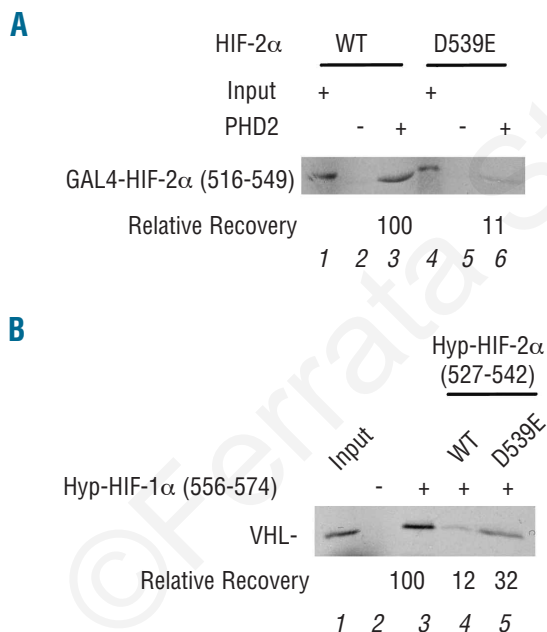 A
HIF-2α WT D539E
Input + +
PHD2 - + - +
GAL4-HIF-2α (516-549)
Relative Recovery 100 11
1 2 3 4 5 6
B
Hyp-HIF-2α
(527-542)
Input WT D539E
Hyp-HIF-1α (556-574) - + + +
VHL-
Relative Recovery 100 12 32
1 2 3 4 5
©Ferrata S